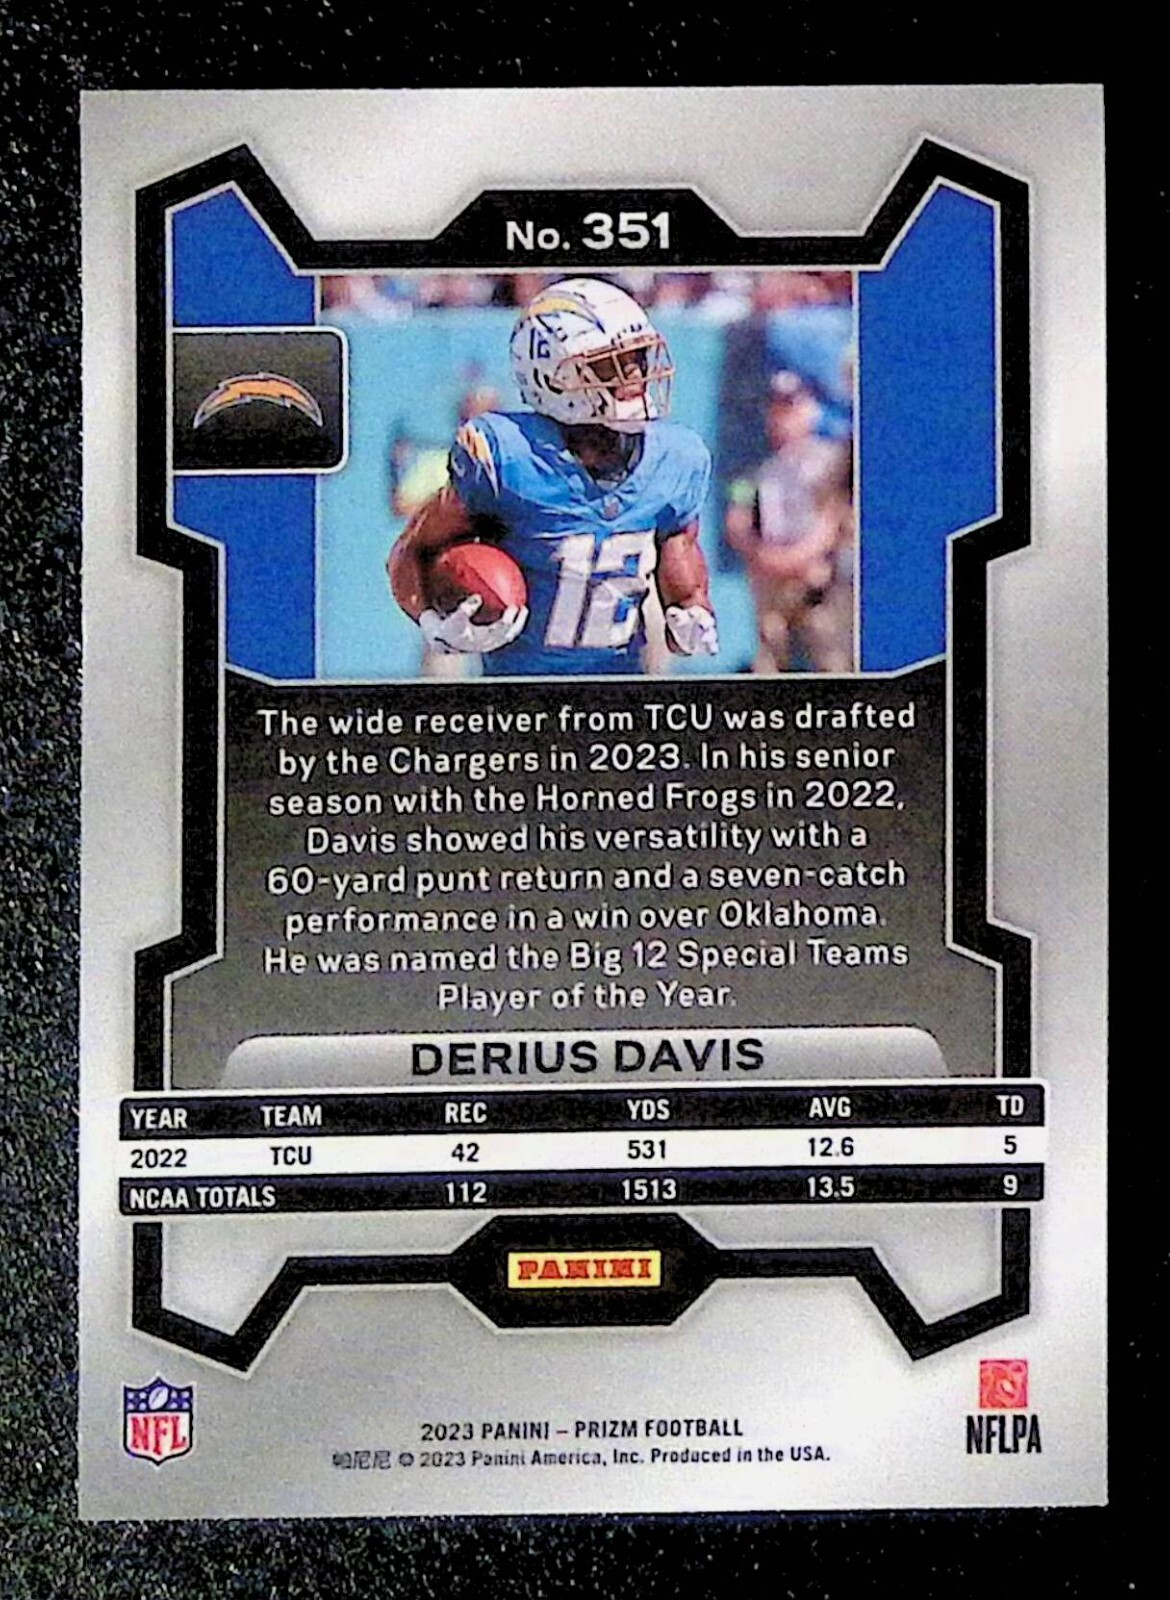 No. 351
12
The wide receiver from TCU was drafted
by the Chargers in 2023. In his senior
season with the Horned Frogs in 2022,
Davis showed his versatility with a
60-yard punt return and a seven-catch
performance in a win over Oklahoma.
He was named the Big 12 Special Teams
Player of the Year.
DERIUS DAVIS
YEAR TEAM REC YDS AVG TD
2022 TCU 42 531 12.6 5
NCAA TOTALS 112 1513 13.5 9
PANINI
NFL
NFLPA
2023 PANINI – PRIZM FOOTBALL
帕尼尼 © 2023 Panini America, Inc. Produced in the USA.